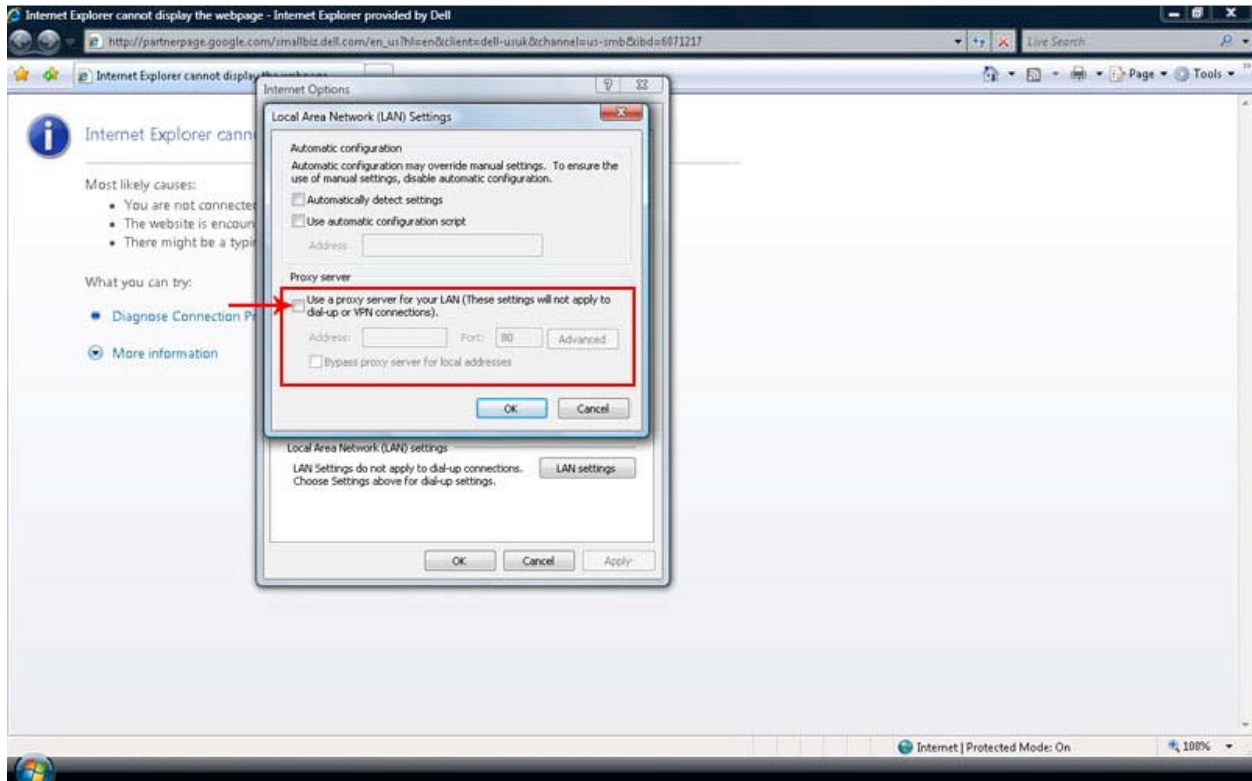 Internet Explorer cannot display the webpage - Internet Explorer provided by Dell
http://partnerpage.google.com/smallbiz.dell.com/en_us?hl=en&client=dell-usuk&channel=us-smb&ibd=6071217
Live Search
Internet Explorer cannot display the webpage
Page
Tools
Internet Options
Local Area Network (LAN) Settings
Internet Explorer cann
Automatic configuration
Automatic configuration may override manual settings. To ensure the
use of manual settings, disable automatic configuration.
Most likely causes:
You are not connecte
Automatically detect settings
The website is encoun
Use automatic configuration script
There might be a typi
Address
What you can try:
Proxy server
Use a proxy server for your LAN (These settings will not apply to
dial-up or VPN connections).
Diagnose Connection Pr
Address:
Port:
80
Advanced
More information
Bypass proxy server for local addresses
OK
Cancel
Local Area Network (LAN) settings
LAN Settings do not apply to dial-up connections.
Choose Settings above for dial-up settings.
LAN settings
OK
Cancel
Apply
Internet | Protected Mode: On
100%